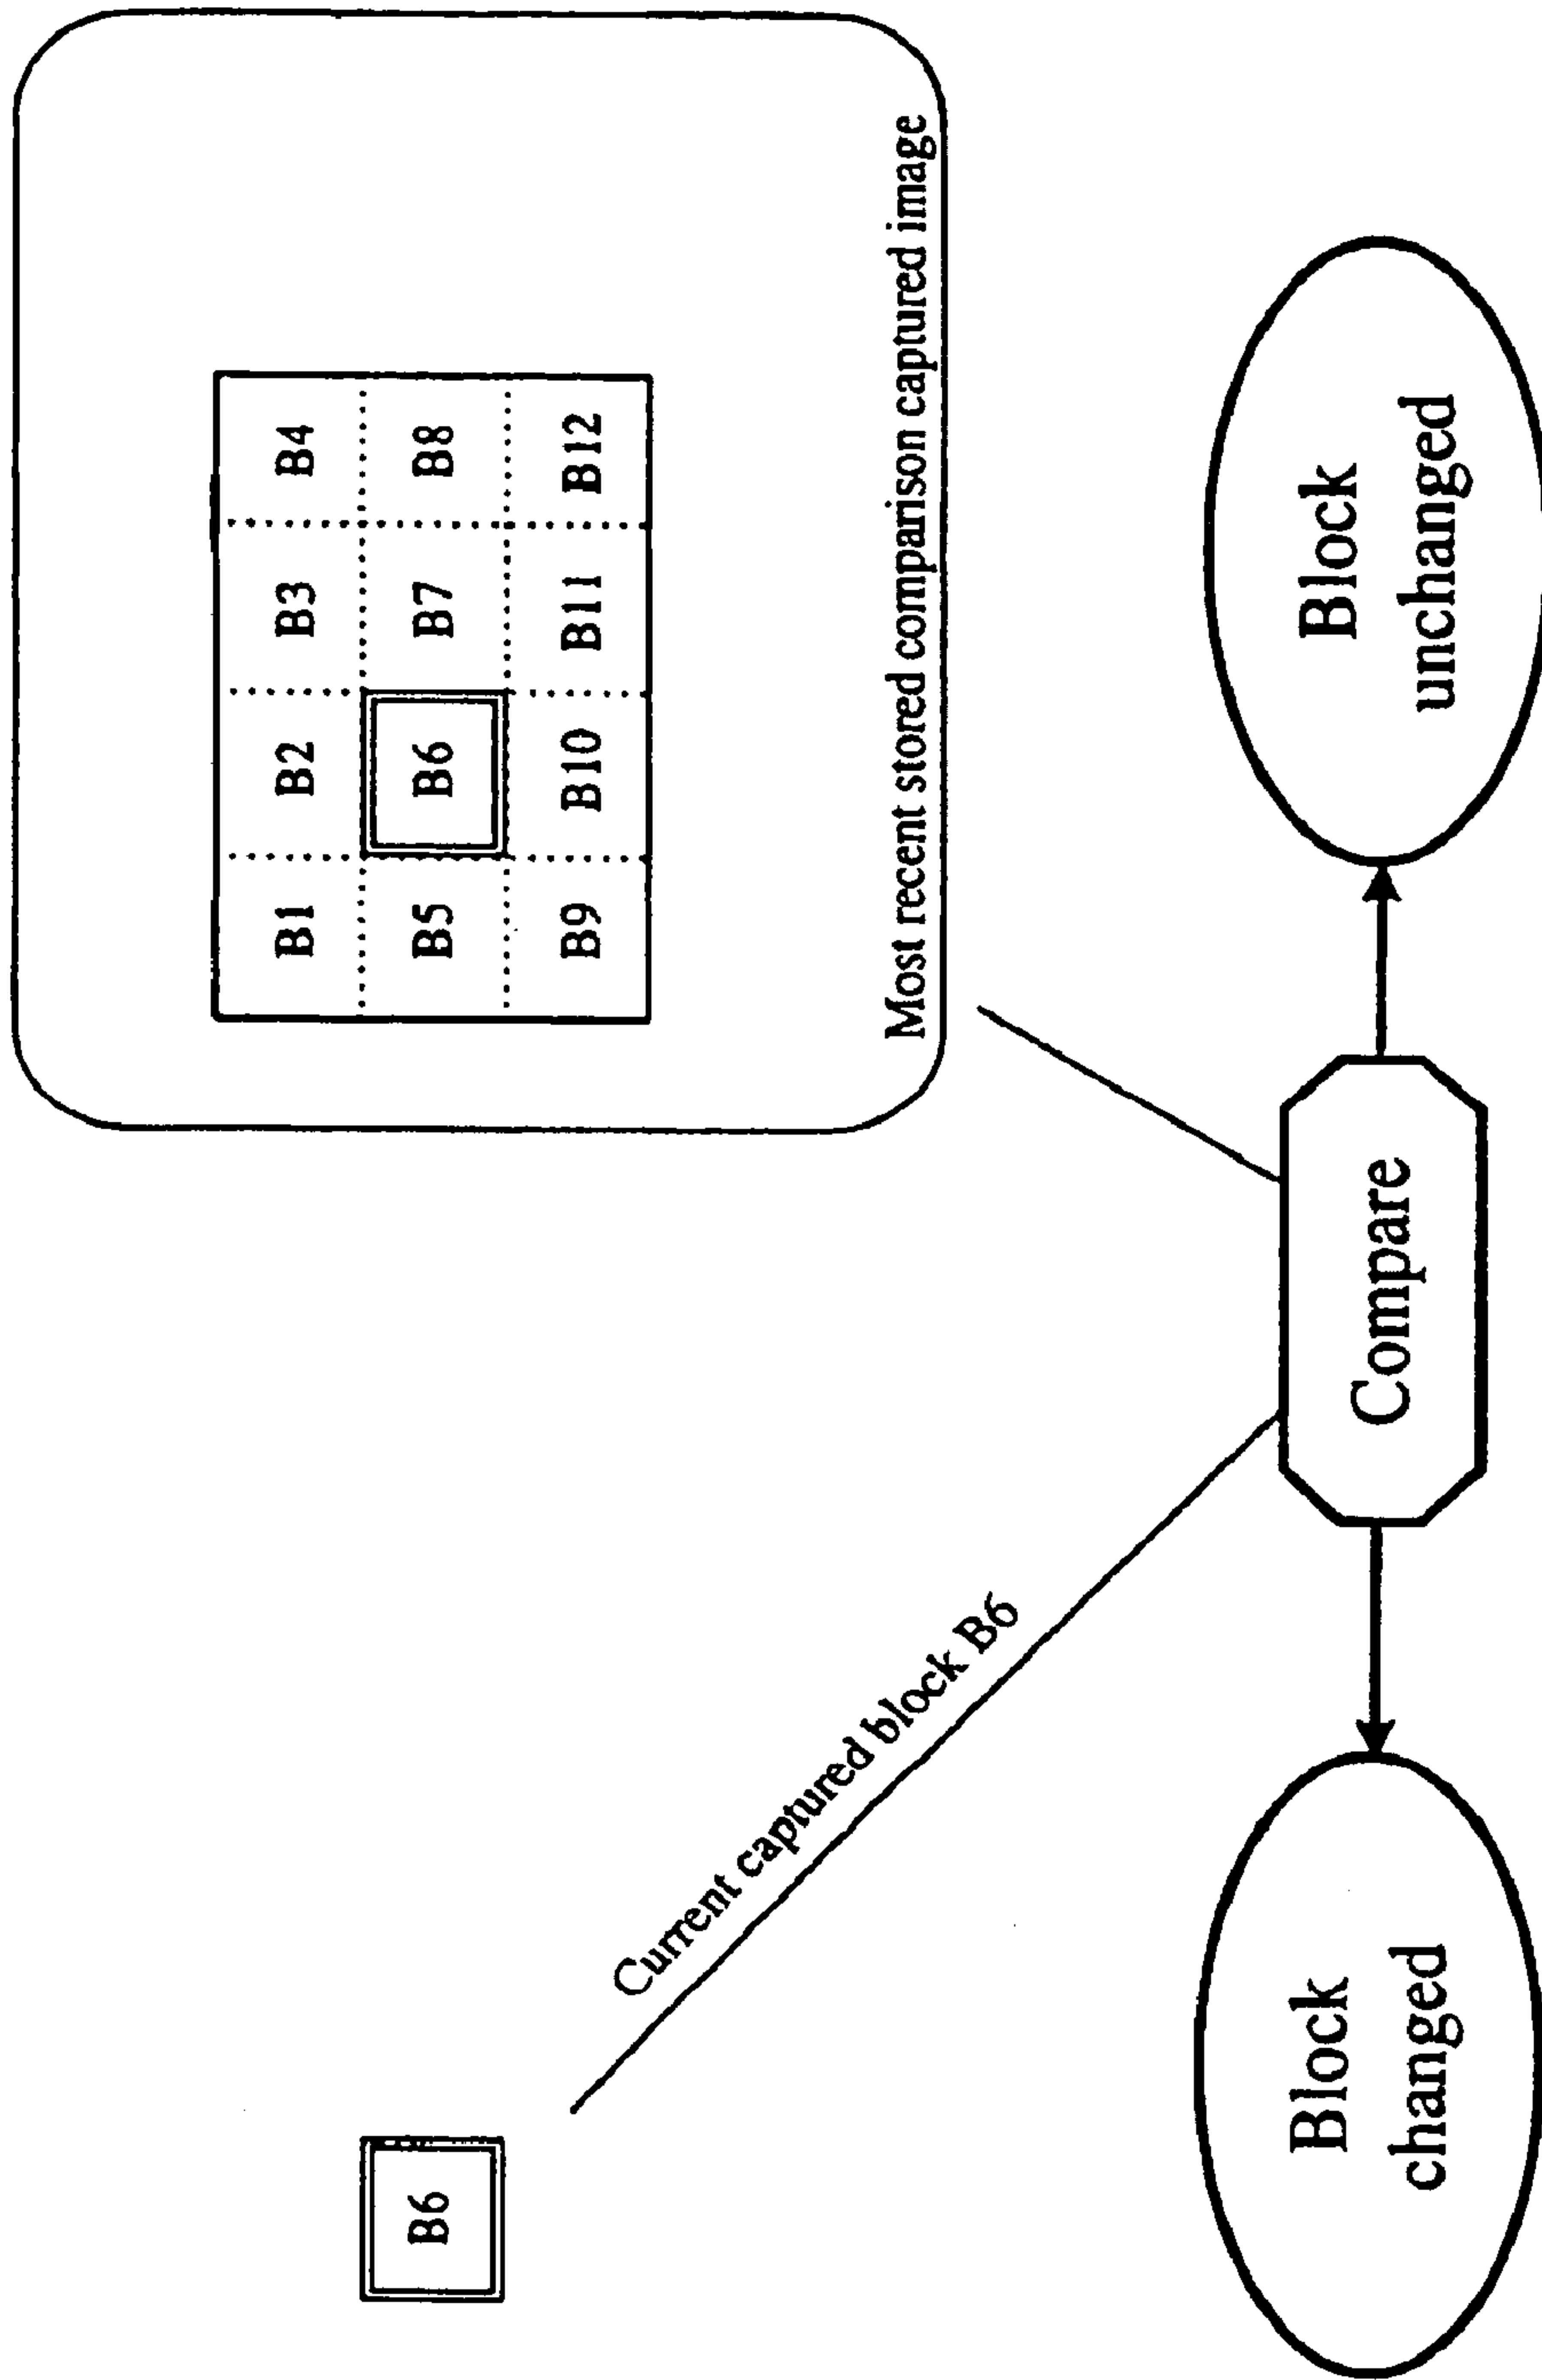 B1 B2 B3 B4
B5 B6 B7 B8
B9 B10 B11 B12
Most recent stored comparison captured image
B6
Current captured block B6
Compare
Block
changed
Block
unchanged